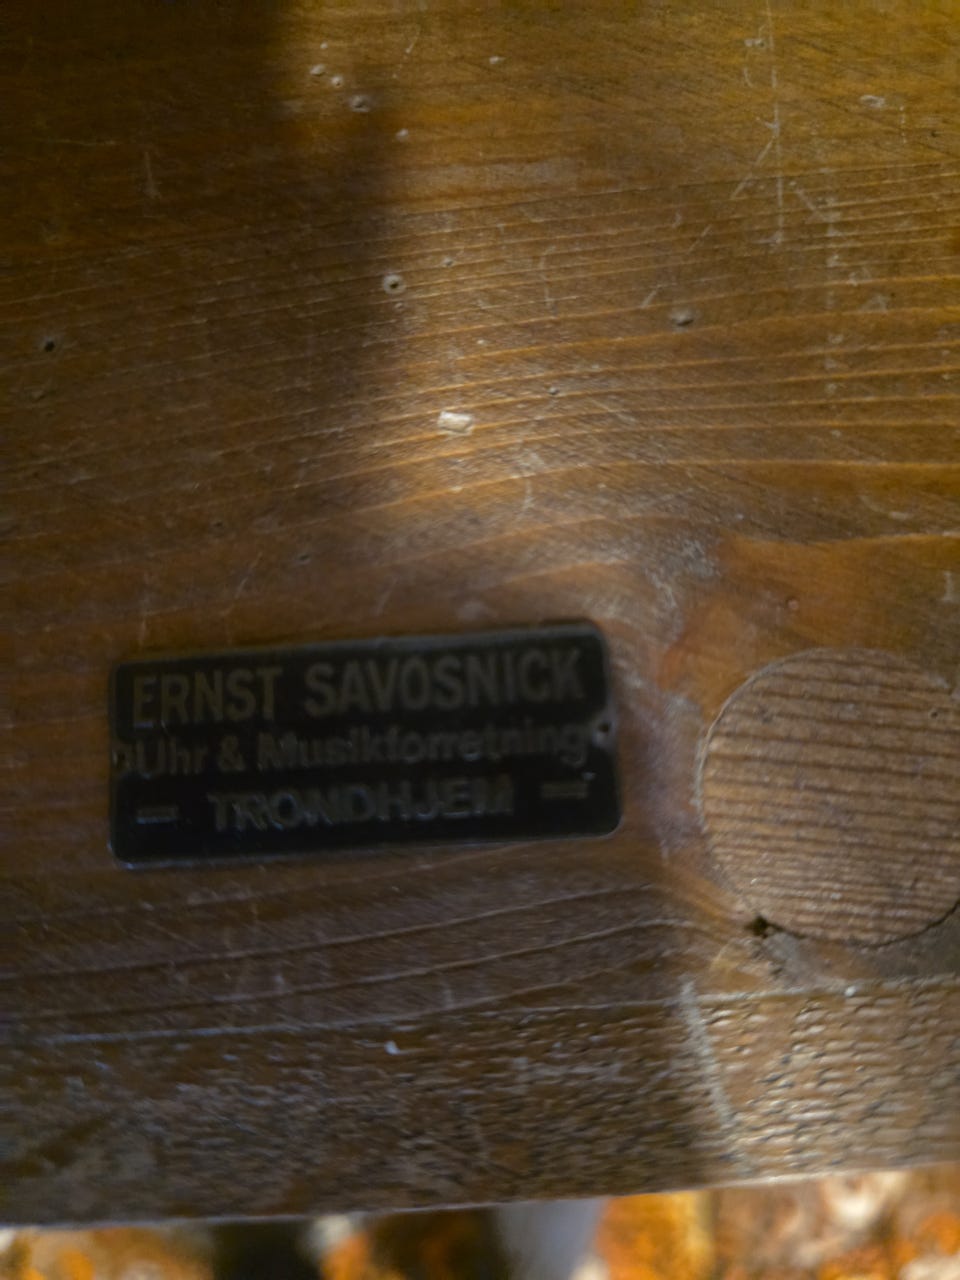 ERNST SAVOSNICK
Uhr & Musikforretning
— TRONDHJEM —